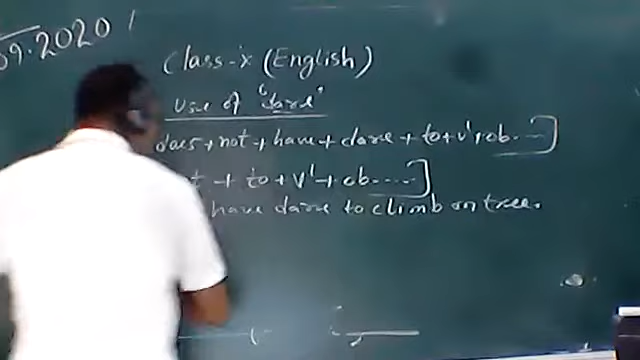 09.2020
Class-x (English)
Use of "Dare"
does + not + have + dare + to + v¹ + ob....]
+ to + v¹ + ob.....]
have dare to climb on tree.